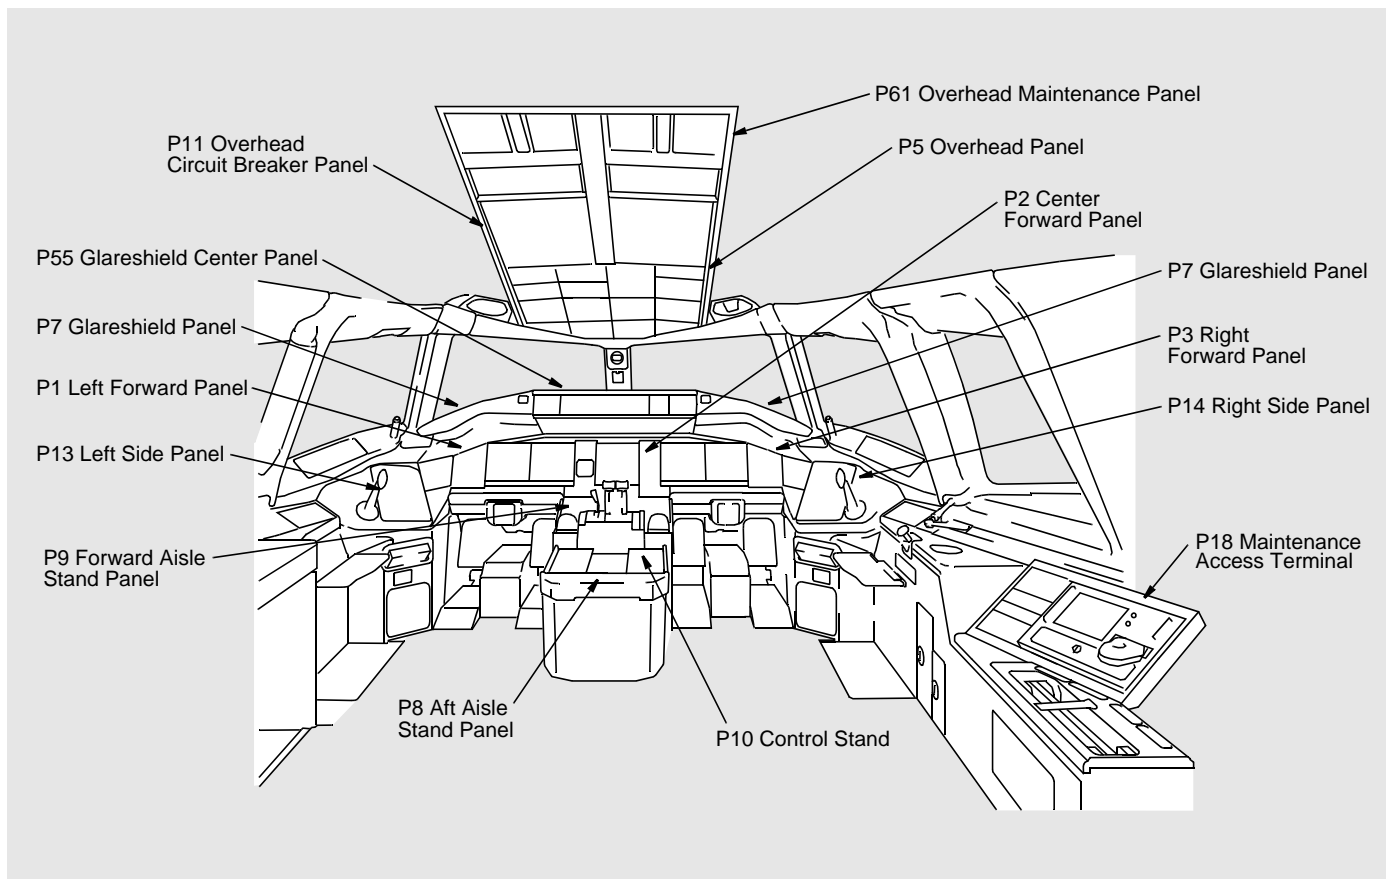 P61 Overhead Maintenance Panel
P11 Overhead
Circuit Breaker Panel
P5 Overhead Panel
P2 Center
Forward Panel
P55 Glareshield Center Panel
P7 Glareshield Panel
P7 Glareshield Panel
P3 Right
Forward Panel
P1 Left Forward Panel
P14 Right Side Panel
P13 Left Side Panel
P9 Forward Aisle
Stand Panel
P18 Maintenance
Access Terminal
P8 Aft Aisle
Stand Panel
P10 Control Stand